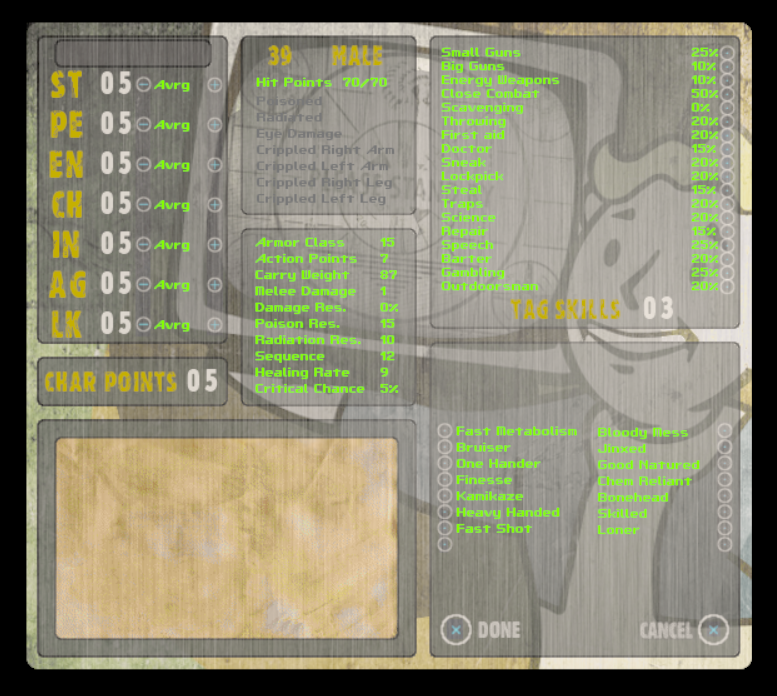 ST 05 Avrg
PE 05 Avrg
EN 05 Avrg
CH 05 Avrg
IN 05 Avrg
AG 05 Avrg
LK 05 Avrg
CHAR POINTS 05
39 MALE
Hit Points 70/70
Poisoned
Radiated
Eye Damage
Crippled Right Arm
Crippled Left Arm
Crippled Right Leg
Crippled Left Leg
Armor Class 15
Action Points 7
Carry Weight 87
Melee Damage 1
Damage Res. 0%
Poison Res. 15
Radiation Res. 10
Sequence 12
Healing Rate 9
Critical Chance 5%
Small Guns 25%
Big Guns 10%
Energy Weapons 10%
Close Combat 50%
Scavenging 0%
Throwing 20%
First aid 20%
Doctor 15%
Sneak 20%
Lockpick 20%
Steal 15%
Traps 20%
Science 20%
Repair 15%
Speech 25%
Barter 20%
Gambling 25%
Outdoorsman 20%
TAG SKILLS 03
Fast Metabolism Bloody Mess
Bruiser Jinxed
One Hander Good Natured
Finesse Chem Reliant
Kamikaze Bonehead
Heavy Handed Skilled
Fast Shot Loner
DONE CANCEL